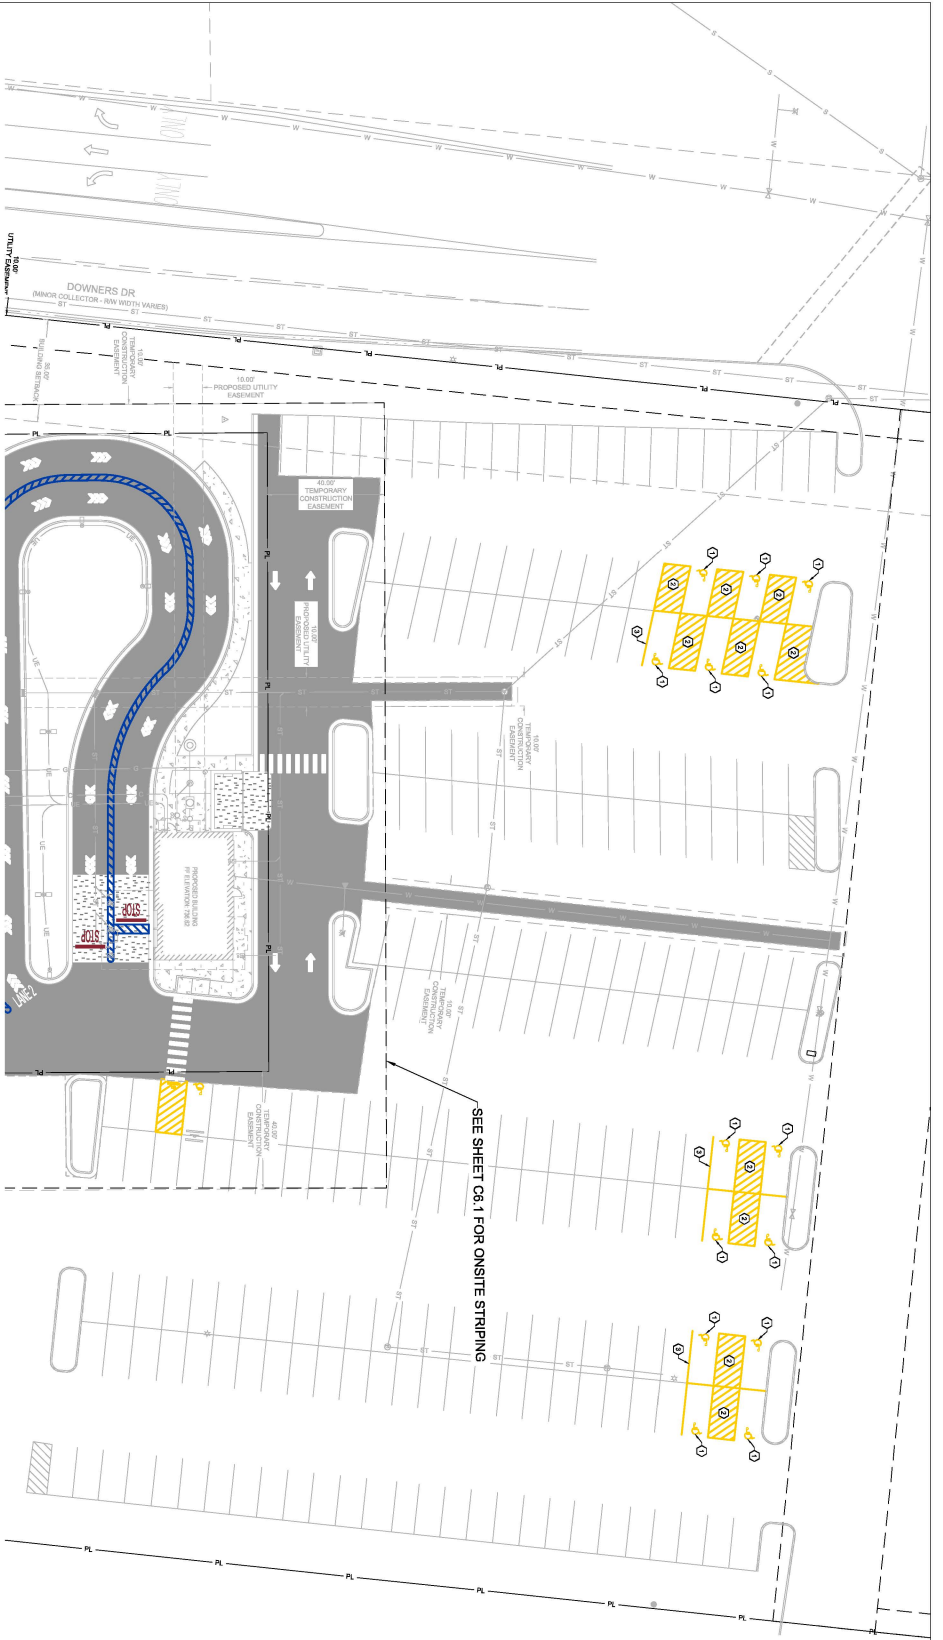 ONLY
ONLY
DOWNERS DR
(MINOR COLLECTOR - R/W WIDTH VARIES)
10.00'
UTILITY EASEMENT
35.00'
BUILDING SETBACK
10.00'
TEMPORARY
CONSTRUCTION
EASEMENT
10.00'
PROPOSED UTILITY
EASEMENT
40.00'
TEMPORARY
CONSTRUCTION
EASEMENT
10.00'
PROPOSED UTILITY
EASEMENT
10.00'
TEMPORARY
CONSTRUCTION
EASEMENT
PROPOSED BUILDING
STOP
STOP
LANE 2
10.00'
TEMPORARY
CONSTRUCTION
EASEMENT
40.00'
TEMPORARY
CONSTRUCTION
EASEMENT
SEE SHEET C6.1 FOR ONSITE STRIPING